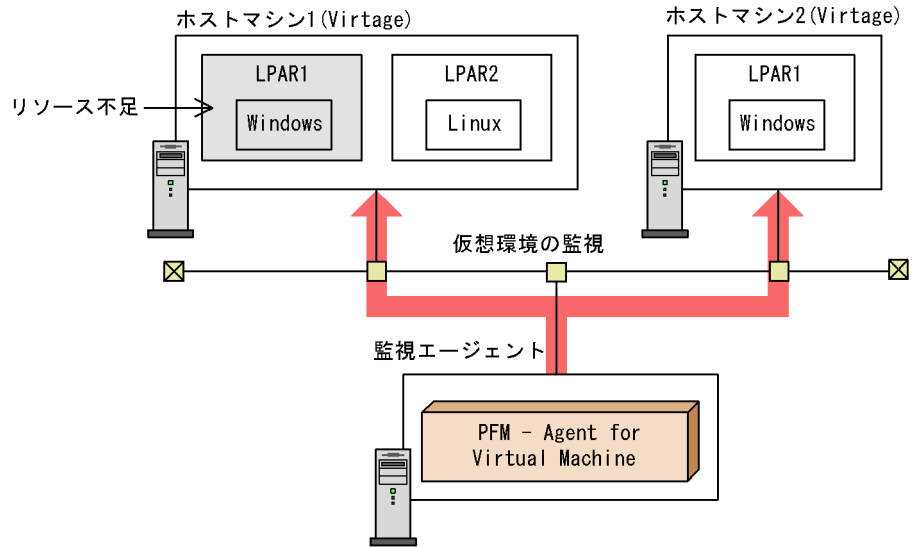 ホストマシン1(Virtage)
ホストマシン2(Virtage)
LPAR1
LPAR2
LPAR1
リソース不足
Windows
Linux
Windows
仮想環境の監視
監視エージェント
PFM - Agent for
Virtual Machine